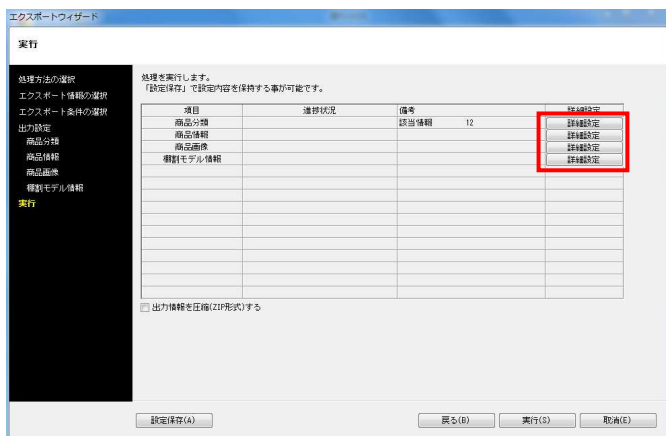 エクスポートウィザード
実行
処理方法の選択
エクスポート情報の選択
エクスポート条件の選択
出力設定
商品分類
商品情報
商品画像
棚割モデル情報
実行
処理を実行します。
「設定保存」で設定内容を保持する事が可能です。
項目 進捗状況 備考 詳細設定
商品分類 該当情報 12 詳細設定
商品情報 詳細設定
商品画像 詳細設定
棚割モデル情報 詳細設定
出力情報を圧縮(ZIP形式)する
設定保存(A) 戻る(B) 実行(S) 取消(E)